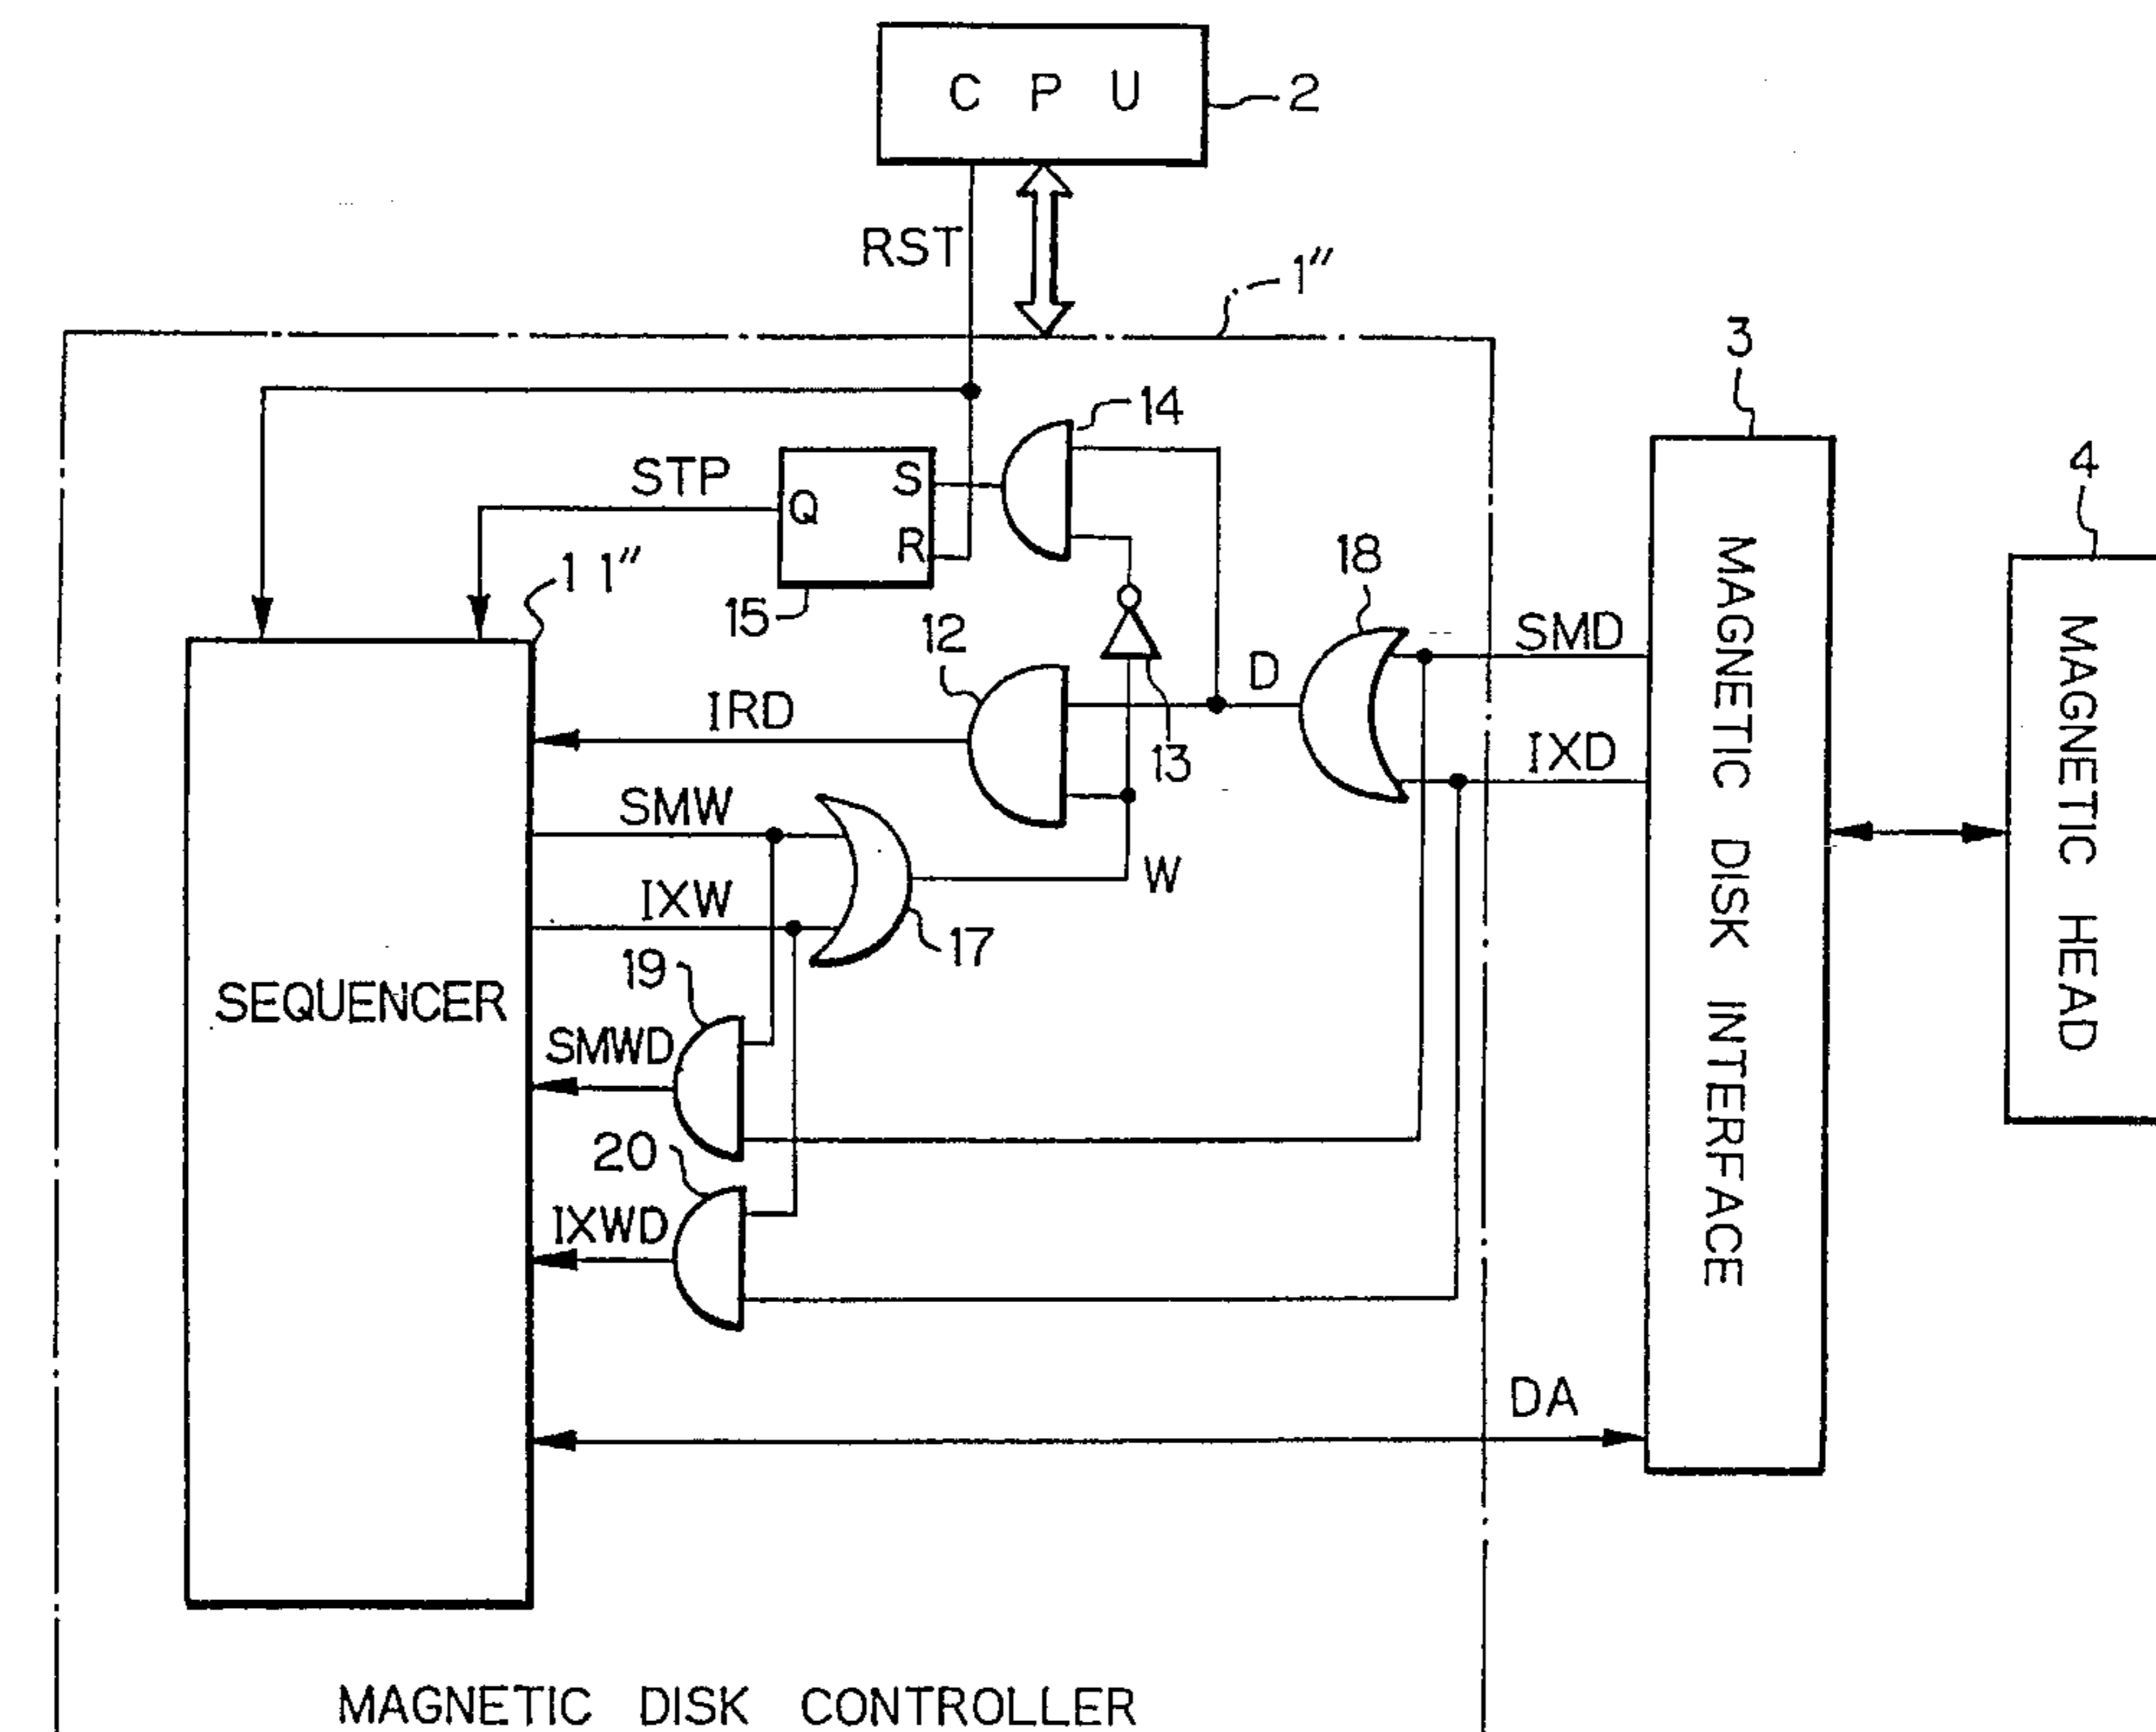 C P U
2
RST
1″
3
14
4
STP
S
Q
R
18
11″
15
12
SMD
D
IRD
13
IXD
SMW
W
IXW
17
19
SEQUENCER
SMWD
20
IXWD
MAGNETIC DISK INTERFACE
MAGNETIC HEAD
DA
MAGNETIC DISK CONTROLLER